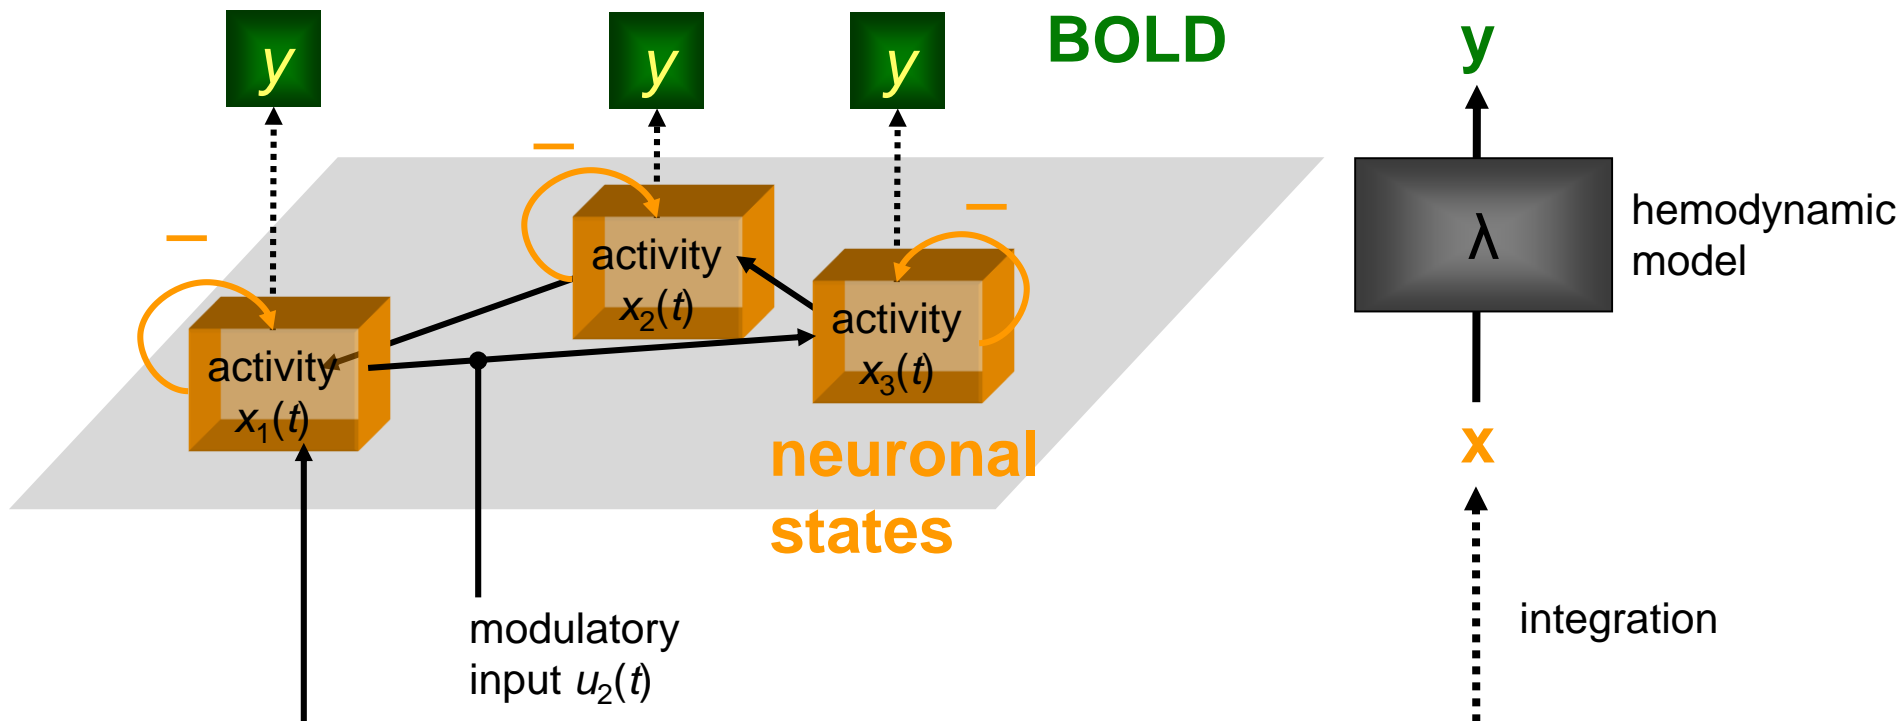 BOLD
y
y
y
y
hemodynamic
model
λ
activity
x₂(t)
activity
x₃(t)
activity
x₁(t)
neuronal
states
x
modulatory
input u₂(t)
integration
–
–
–